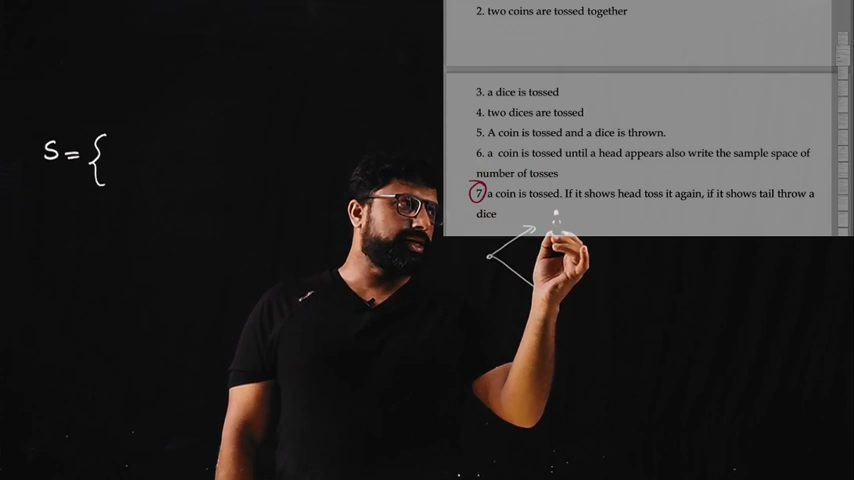 2. two coins are tossed together
3. a dice is tossed
4. two dices are tossed
5. A coin is tossed and a dice is thrown.
6. a coin is tossed until a head appears also write the sample space of
number of tosses
7. a coin is tossed. If it shows head toss it again, if it shows tail throw a
dice
S = {